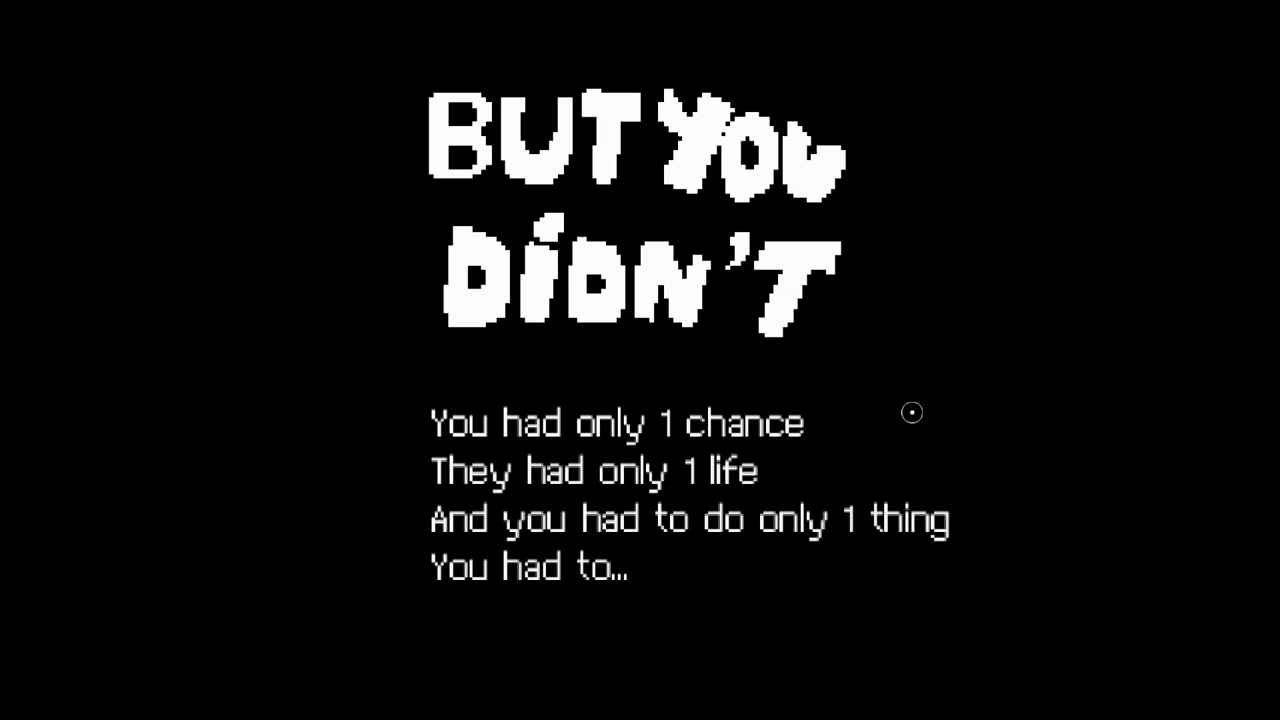 BUT YOU
DiDN'T
You had only 1 chance
They had only 1 life
And you had to do only 1 thing
You had to...